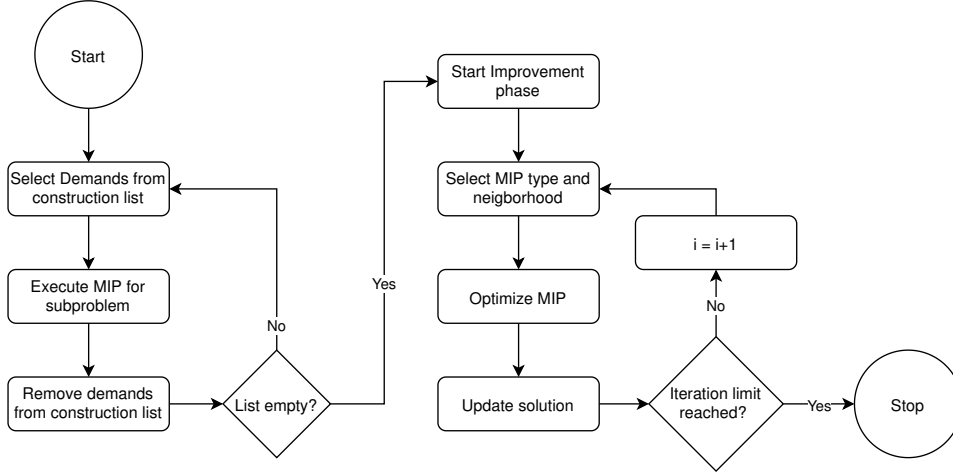 Start
Select Demands from
construction list
Execute MIP for
subproblem
Remove demands
from construction list
List empty?
No
Yes
Start Improvement
phase
Select MIP type and
neigborhood
Optimize MIP
Update solution
Iteration limit
reached?
No
i = i+1
Yes
Stop